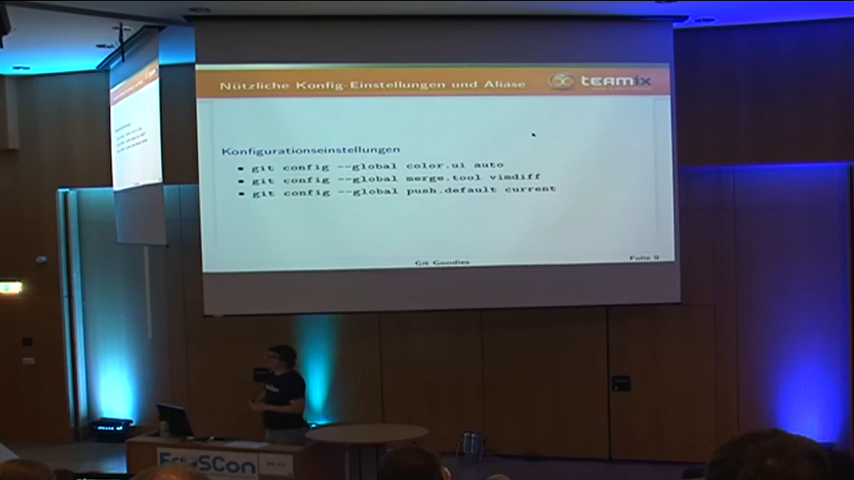 Nützliche Konfig-Einstellungen und Aliase
TEAMIX
Konfigurationseinstellungen
git config --global color.ui auto
git config --global merge.tool vimdiff
git config --global push.default current
Git Goodies
Folie 9
FrOSCon